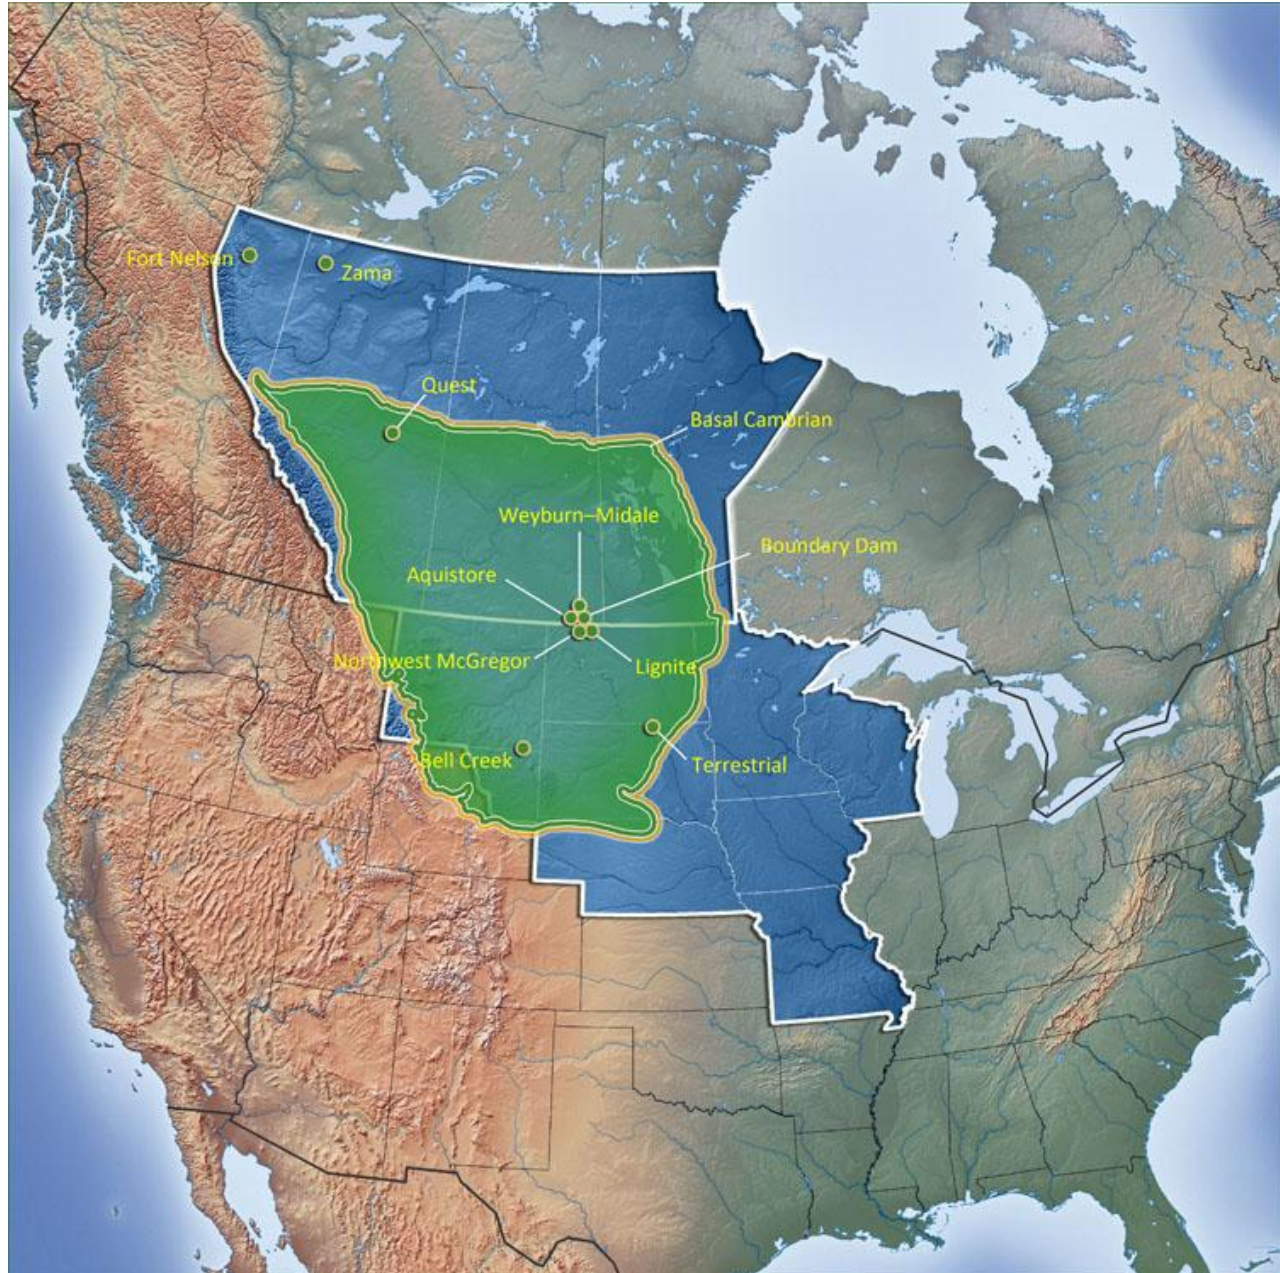 Fort Nelson
Zama
Quest
Basal Cambrian
Weyburn–Midale
Boundary Dam
Aquistore
Northwest McGregor
Lignite
Bell Creek
Terrestrial